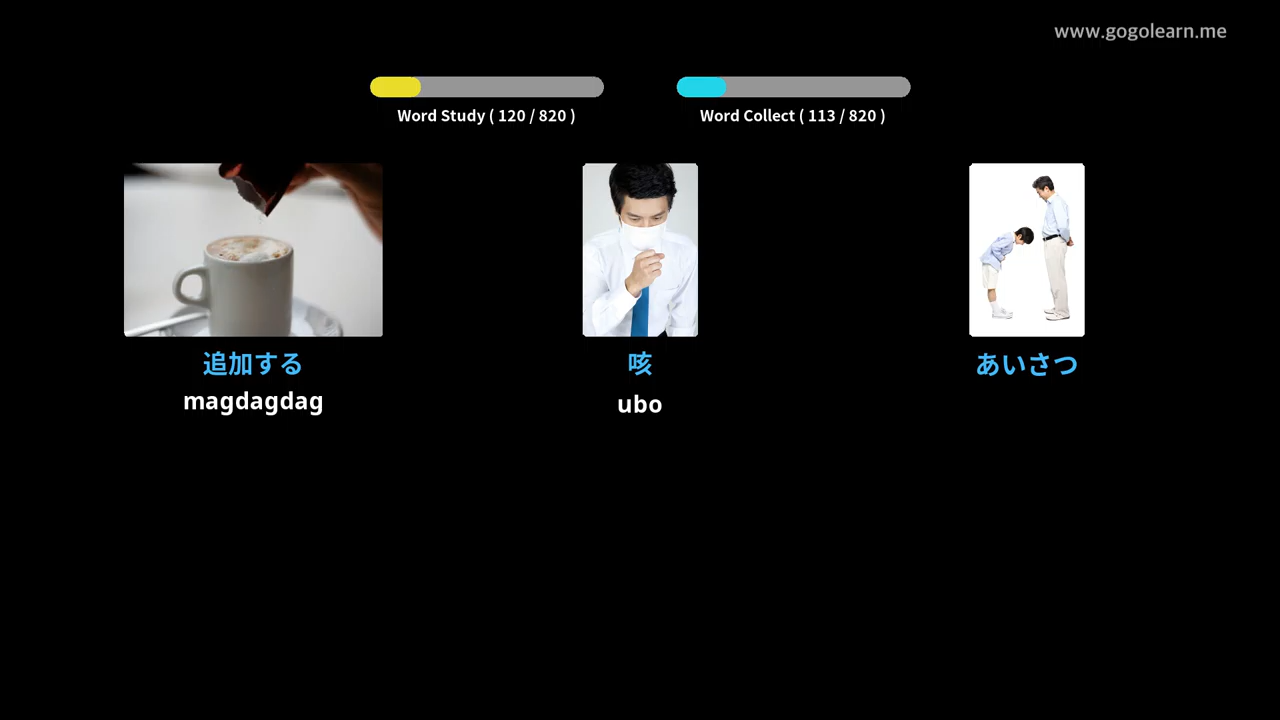 www.gogolearn.me
Word Study ( 120 / 820 )
Word Collect ( 113 / 820 )
追加する
magdagdag
咳
ubo
あいさつ